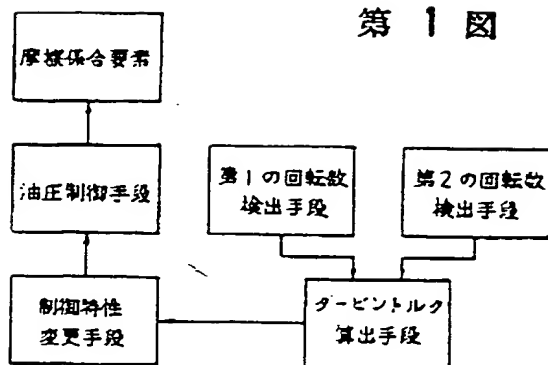 第1図
摩擦係合要素
油圧制御手段
第1の回転数
検出手段
第2の回転数
検出手段
制御特性
変更手段
タービントルク
算出手段